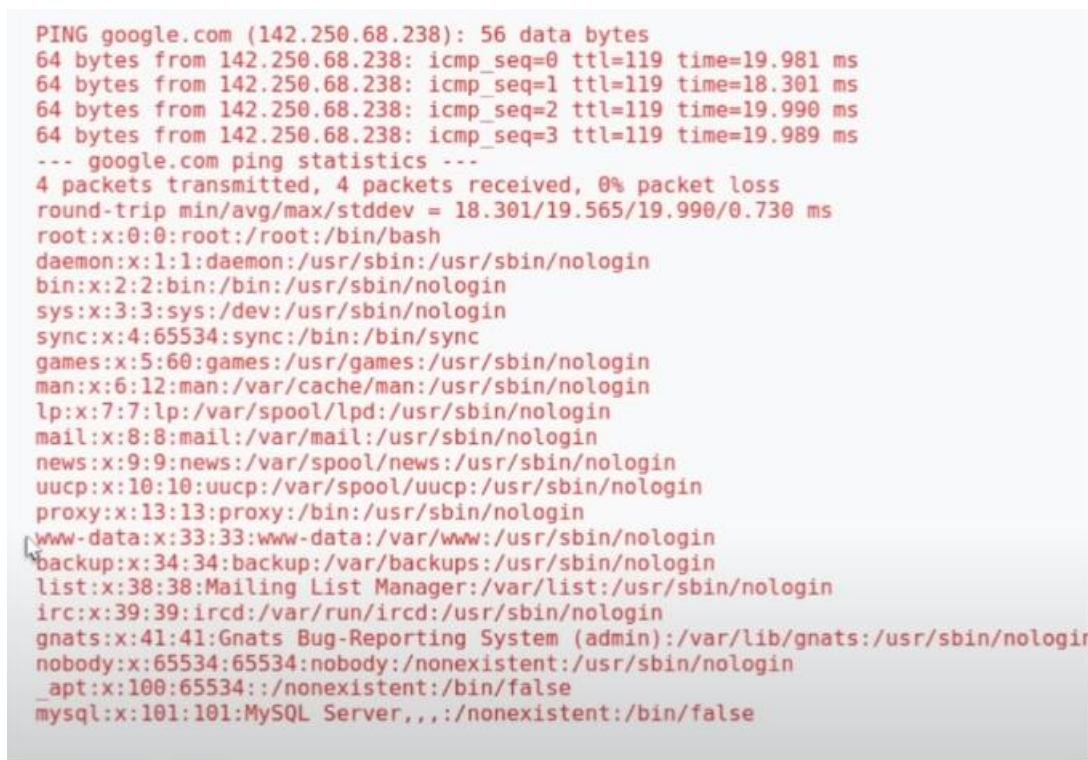 PING google.com (142.250.68.238): 56 data bytes
64 bytes from 142.250.68.238: icmp_seq=0 ttl=119 time=19.981 ms
64 bytes from 142.250.68.238: icmp_seq=1 ttl=119 time=18.301 ms
64 bytes from 142.250.68.238: icmp_seq=2 ttl=119 time=19.990 ms
64 bytes from 142.250.68.238: icmp_seq=3 ttl=119 time=19.989 ms
--- google.com ping statistics ---
4 packets transmitted, 4 packets received, 0% packet loss
round-trip min/avg/max/stddev = 18.301/19.565/19.990/0.730 ms
root:x:0:0:root:/root:/bin/bash
daemon:x:1:1:daemon:/usr/sbin:/usr/sbin/nologin
bin:x:2:2:bin:/bin:/usr/sbin/nologin
sys:x:3:3:sys:/dev:/usr/sbin/nologin
sync:x:4:65534:sync:/bin:/bin/sync
games:x:5:60:games:/usr/games:/usr/sbin/nologin
man:x:6:12:man:/var/cache/man:/usr/sbin/nologin
lp:x:7:7:lp:/var/spool/lpd:/usr/sbin/nologin
mail:x:8:8:mail:/var/mail:/usr/sbin/nologin
news:x:9:9:news:/var/spool/news:/usr/sbin/nologin
uucp:x:10:10:uucp:/var/spool/uucp:/usr/sbin/nologin
proxy:x:13:13:proxy:/bin:/usr/sbin/nologin
www-data:x:33:33:www-data:/var/www:/usr/sbin/nologin
backup:x:34:34:backup:/var/backups:/usr/sbin/nologin
list:x:38:38:Mailing List Manager:/var/list:/usr/sbin/nologin
irc:x:39:39:ircd:/var/run/ircd:/usr/sbin/nologin
gnats:x:41:41:Gnats Bug-Reporting System (admin):/var/lib/gnats:/usr/sbin/nologin
nobody:x:65534:65534:nobody:/nonexistent:/usr/sbin/nologin
_apt:x:100:65534::/nonexistent:/bin/false
mysql:x:101:101:MySQL Server,,,:/nonexistent:/bin/false